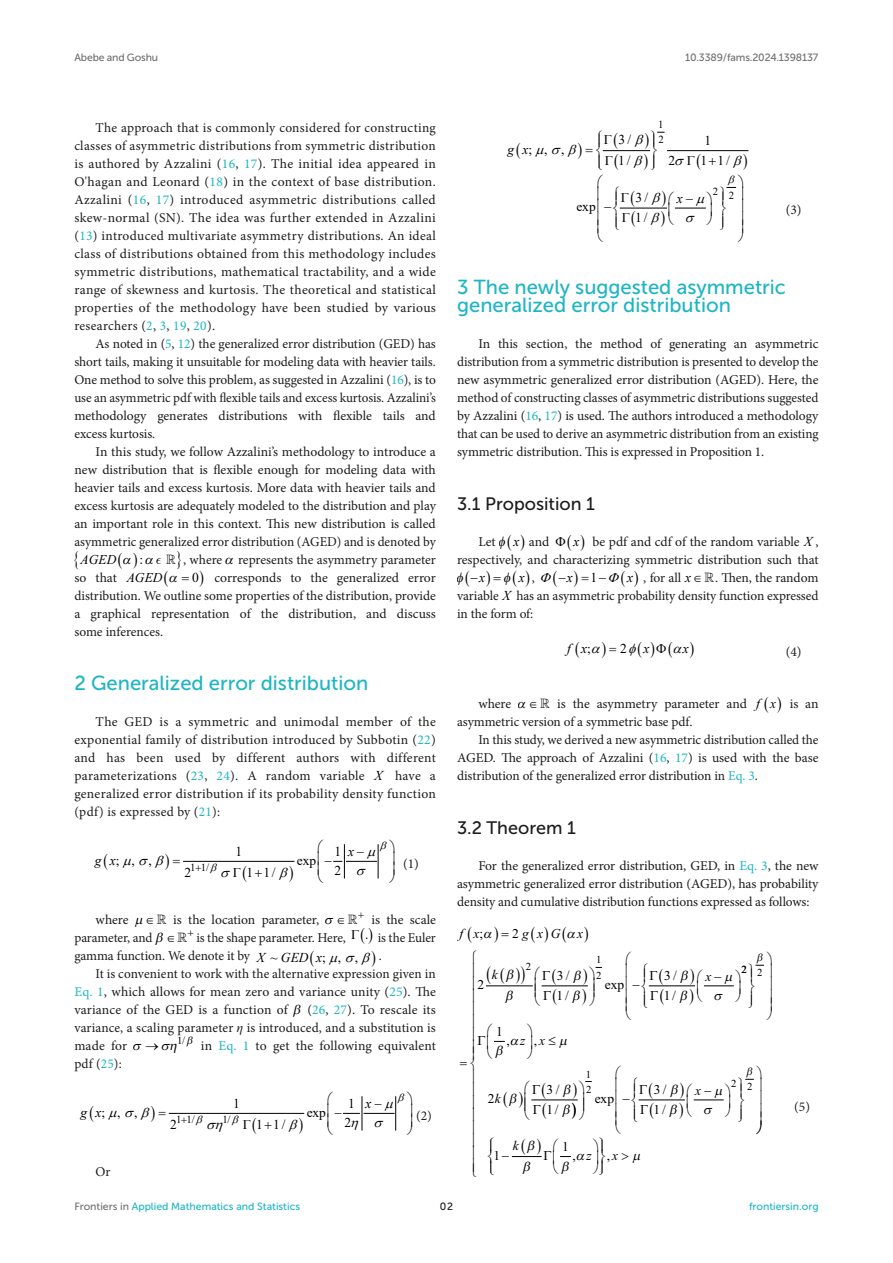 Abebe and Goshu
10.3389/fams.2024.1398137
The approach that is commonly considered for constructing
classes of asymmetric distributions from symmetric distribution
is authored by Azzalini (16, 17). The initial idea appeared in
O'hagan and Leonard (18) in the context of base distribution.
Azzalini (16, 17) introduced asymmetric distributions called
skew-normal (SN). The idea was further extended in Azzalini
(13) introduced multivariate asymmetry distributions. An ideal
class of distributions obtained from this methodology includes
symmetric distributions, mathematical tractability, and a wide
range of skewness and kurtosis. The theoretical and statistical
properties of the methodology have been studied by various
researchers (2, 3, 19, 20).
As noted in (5, 12) the generalized error distribution (GED) has
short tails, making it unsuitable for modeling data with heavier tails.
One method to solve this problem, as suggested in Azzalini (16), is to
use an asymmetric pdf with flexible tails and excess kurtosis. Azzalini's
methodology generates distributions with flexible tails and
excess kurtosis.
In this study, we follow Azzalini's methodology to introduce a
new distribution that is flexible enough for modeling data with
heavier tails and excess kurtosis. More data with heavier tails and
excess kurtosis are adequately modeled to the distribution and play
an important role in this context. This new distribution is called
asymmetric generalized error distribution (AGED) and is denoted by
{AGED(α):α ϵ ℝ}, where α represents the asymmetry parameter
so that AGED(α = 0) corresponds to the generalized error
distribution. We outline some properties of the distribution, provide
a graphical representation of the distribution, and discuss
some inferences.
2 Generalized error distribution
The GED is a symmetric and unimodal member of the
exponential family of distribution introduced by Subbotin (22)
and has been used by different authors with different
parameterizations (23, 24). A random variable X have a
generalized error distribution if its probability density function
(pdf) is expressed by (21):
g(x; μ, σ, β) = 1 / (2^{1+1/β} σ Γ(1+1/β)) exp(−1/2 |(x−μ)/σ|^β) (1)
where μ ∈ ℝ is the location parameter, σ ∈ ℝ⁺ is the scale
parameter, and β ∈ ℝ⁺ is the shape parameter. Here, Γ(.) is the Euler
gamma function. We denote it by X ~ GED(x; μ, σ, β).
It is convenient to work with the alternative expression given in
Eq. 1, which allows for mean zero and variance unity (25). The
variance of the GED is a function of β (26, 27). To rescale its
variance, a scaling parameter η is introduced, and a substitution is
made for σ → ση^{1/β} in Eq. 1 to get the following equivalent
pdf (25):
g(x; μ, σ, β) = 1 / (2^{1+1/β} ση^{1/β} Γ(1+1/β)) exp(−1/(2η) |(x−μ)/σ|^β) (2)
Or
g(x; μ, σ, β) = {Γ(3/β)/Γ(1/β)}^{1/2} 1/(2σ Γ(1+1/β))
exp(−{Γ(3/β)/Γ(1/β) ((x−μ)/σ)²}^{β/2}) (3)
3 The newly suggested asymmetric
generalized error distribution
In this section, the method of generating an asymmetric
distribution from a symmetric distribution is presented to develop the
new asymmetric generalized error distribution (AGED). Here, the
method of constructing classes of asymmetric distributions suggested
by Azzalini (16, 17) is used. The authors introduced a methodology
that can be used to derive an asymmetric distribution from an existing
symmetric distribution. This is expressed in Proposition 1.
3.1 Proposition 1
Let ϕ(x) and Φ(x) be pdf and cdf of the random variable X,
respectively, and characterizing symmetric distribution such that
ϕ(−x) = ϕ(x), Φ(−x) = 1 − Φ(x), for all x ∈ ℝ. Then, the random
variable X has an asymmetric probability density function expressed
in the form of:
f(x;α) = 2ϕ(x)Φ(αx) (4)
where α ∈ ℝ is the asymmetry parameter and f(x) is an
asymmetric version of a symmetric base pdf.
In this study, we derived a new asymmetric distribution called the
AGED. The approach of Azzalini (16, 17) is used with the base
distribution of the generalized error distribution in Eq. 3.
3.2 Theorem 1
For the generalized error distribution, GED, in Eq. 3, the new
asymmetric generalized error distribution (AGED), has probability
density and cumulative distribution functions expressed as follows:
f(x;α) = 2 g(x)G(αx)
= { 2 (k(β))²/β (Γ(3/β)/Γ(1/β))^{1/2} exp(−{Γ(3/β)/Γ(1/β) ((x−μ)/σ)²}^{β/2})
Γ(1/β, αz), x ≤ μ
2k(β)(Γ(3/β)/Γ(1/β))^{1/2} exp(−{Γ(3/β)/Γ(1/β) ((x−μ)/σ)²}^{β/2}) (5)
{1 − k(β)/β Γ(1/β, αz)}, x > μ
Frontiers in Applied Mathematics and Statistics
02
frontiersin.org